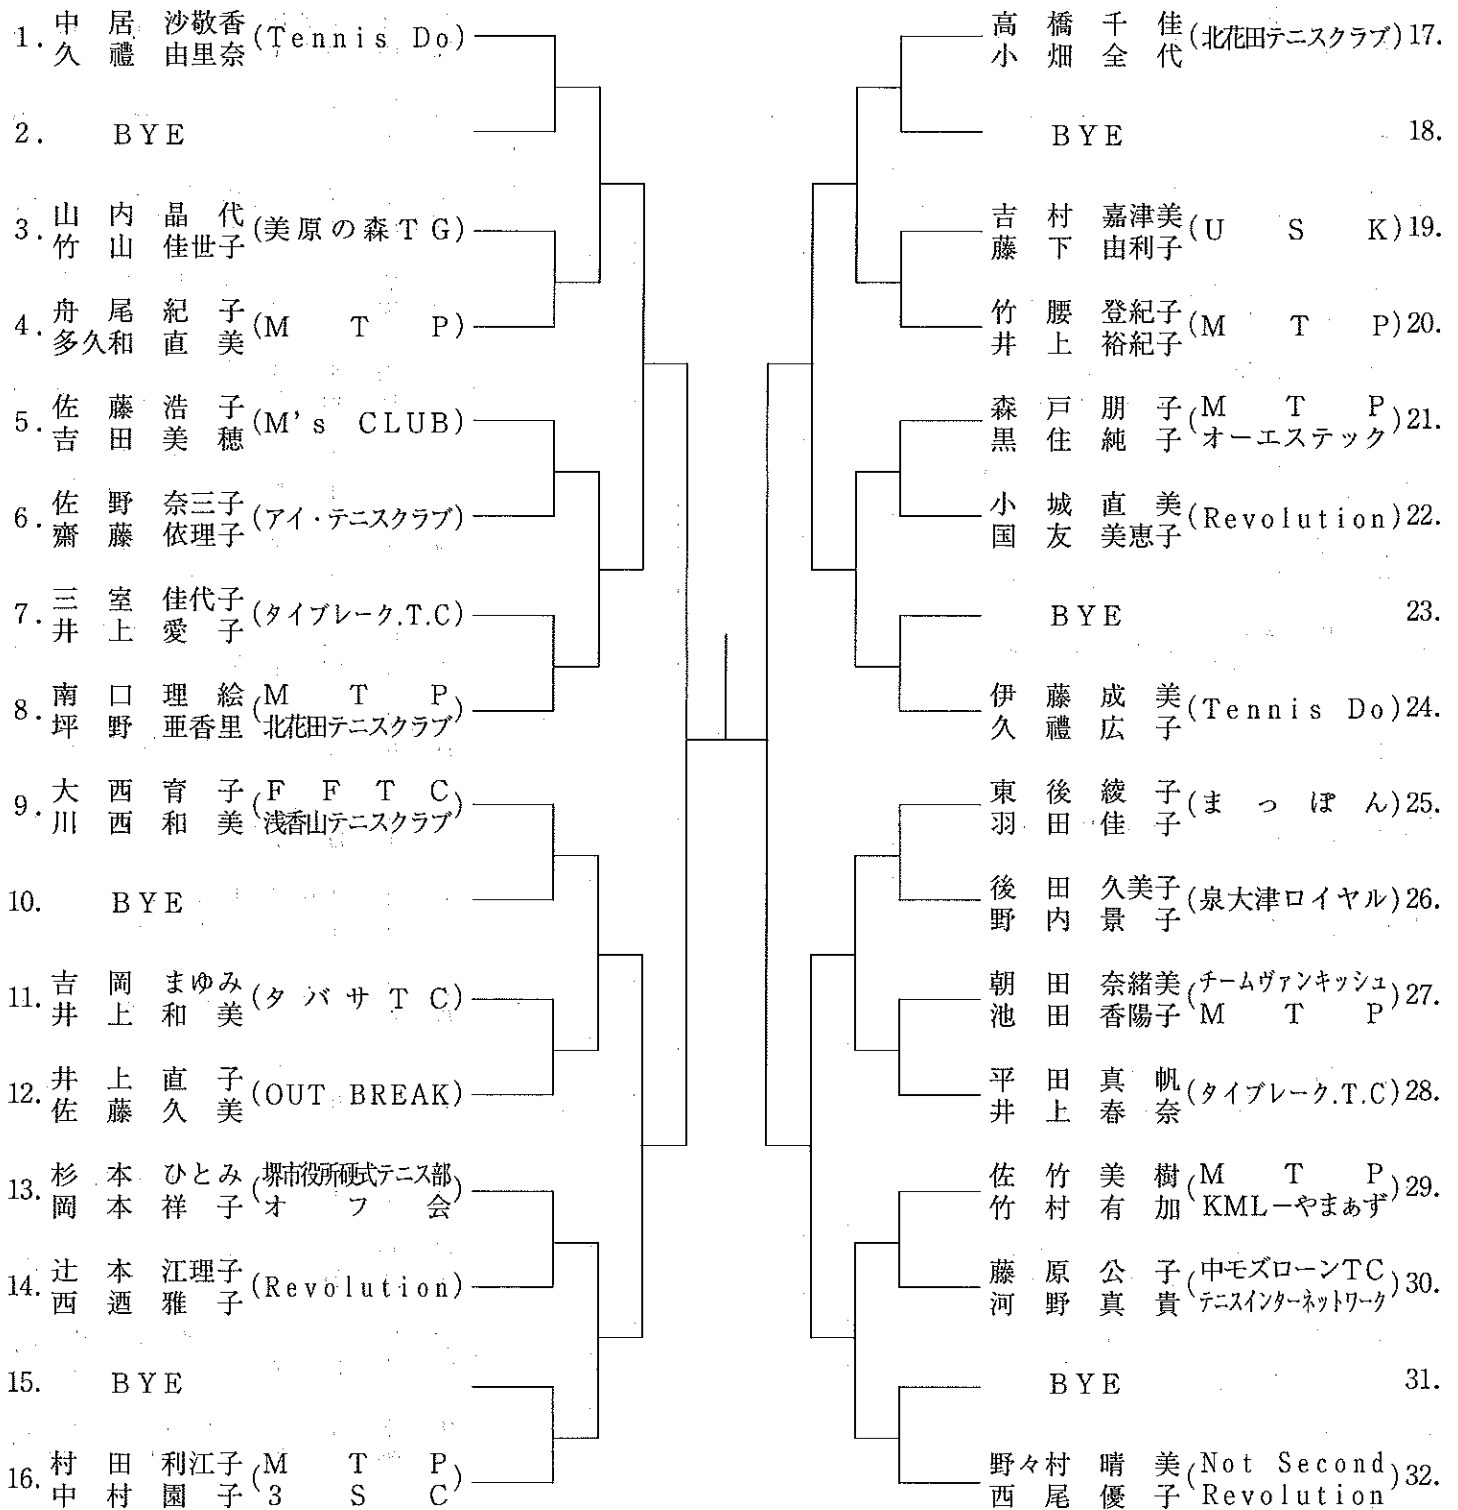 1. 中居 沙敬香 (Tennis Do)
久禮 由里奈
2. BYE
3. 山内 晶代 (美原の森TG)
竹山 佳世子
4. 舟尾 紀子 (MTP)
多久和 直美
5. 佐藤 浩子 (M's CLUB)
吉田 美穂
6. 佐野 奈三子 (アイ・テニスクラブ)
齋藤 依理子
7. 三室 佳代子 (タイブレーク.T.C)
井上 愛子
8. 南口 理絵 (MTP
坪野 亜香里 北花田テニスクラブ)
9. 大西 育子 (FFTC
川西 和美 浅香山テニスクラブ)
10. BYE
11. 吉岡 まゆみ (タバサTC)
井上 和美
12. 井上 直子 (OUT BREAK)
佐藤 久美
13. 杉本 ひとみ (堺市役所硬式テニス部
岡本 祥子 オフ会)
14. 辻本 江理子 (Revolution)
西迺 雅子
15. BYE
16. 村田 利江子 (MTP
中村 園子 3SC)
高橋 千佳 (北花田テニスクラブ) 17.
小畑 全代
BYE 18.
吉村 嘉津美 (USK) 19.
藤下 由利子
竹腰 登紀子 (MTP) 20.
井上 裕紀子
森戸 朋子 (MTP
黒住 純子 オーエステック) 21.
小城 直美 (Revolution) 22.
国友 美恵子
BYE 23.
伊藤 成美 (Tennis Do) 24.
久禮 広子
東後 綾子 (まっぽん) 25.
羽田 佳子
後田 久美子 (泉大津ロイヤル) 26.
野内 景子
朝田 奈緒美 (チームヴァンキッシュ
池田 香陽子 MTP) 27.
平田 真帆 (タイブレーク.T.C) 28.
井上 春奈
佐竹 美樹 (MTP
竹村 有加 KML-やまぁず) 29.
藤原 公子 (中モズローンTC
河野 真貴 テニスインターネットワーク) 30.
BYE 31.
野々村 晴美 (Not Second
西尾 優子 Revolution) 32.